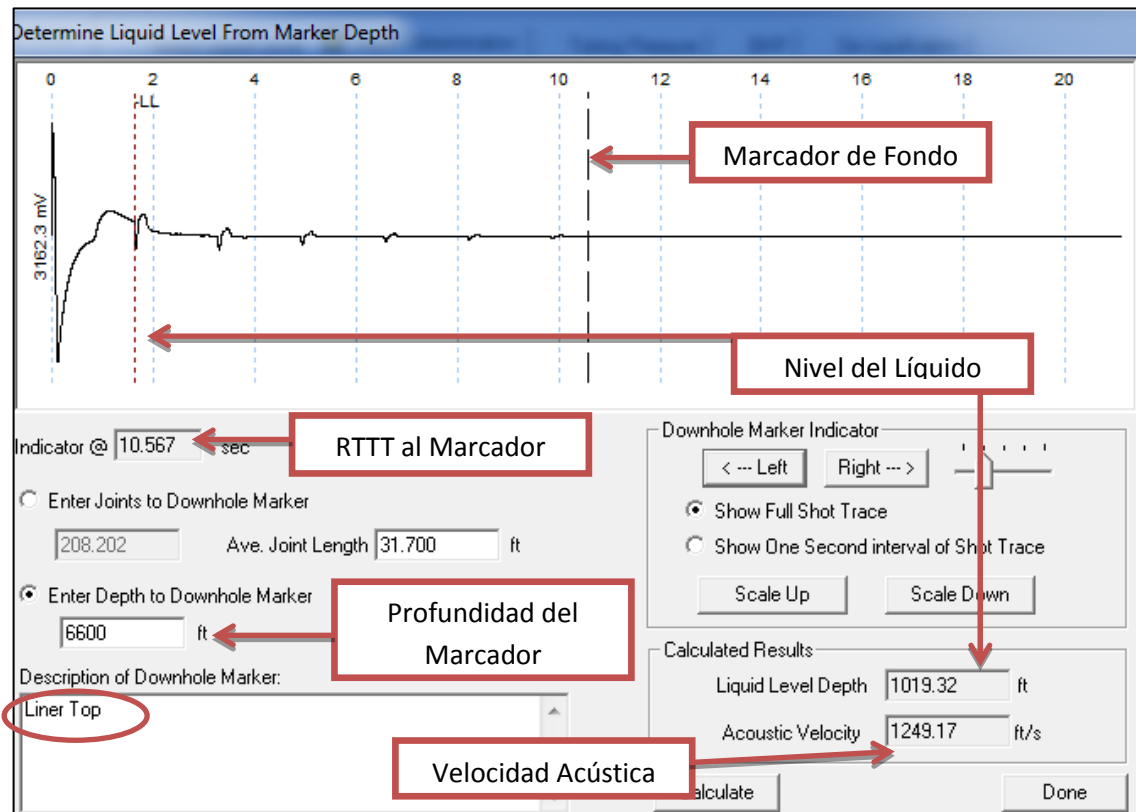 Determine Liquid Level From Marker Depth
0 2 4 6 8 10 12 14 16 18 20
LL
3162.3 mV
Marcador de Fondo
Nivel del Líquido
Indicator @ 10.567 sec
RTTT al Marcador
Enter Joints to Downhole Marker
208.202 Ave. Joint Length 31.700 ft
Enter Depth to Downhole Marker
6600 ft
Profundidad del
Marcador
Description of Downhole Marker:
Liner Top
Downhole Marker Indicator
< --- Left Right --- >
Show Full Shot Trace
Show One Second interval of Shot Trace
Scale Up Scale Down
Calculated Results
Liquid Level Depth 1019.32 ft
Acoustic Velocity 1249.17 ft/s
Velocidad Acústica
Calculate Done